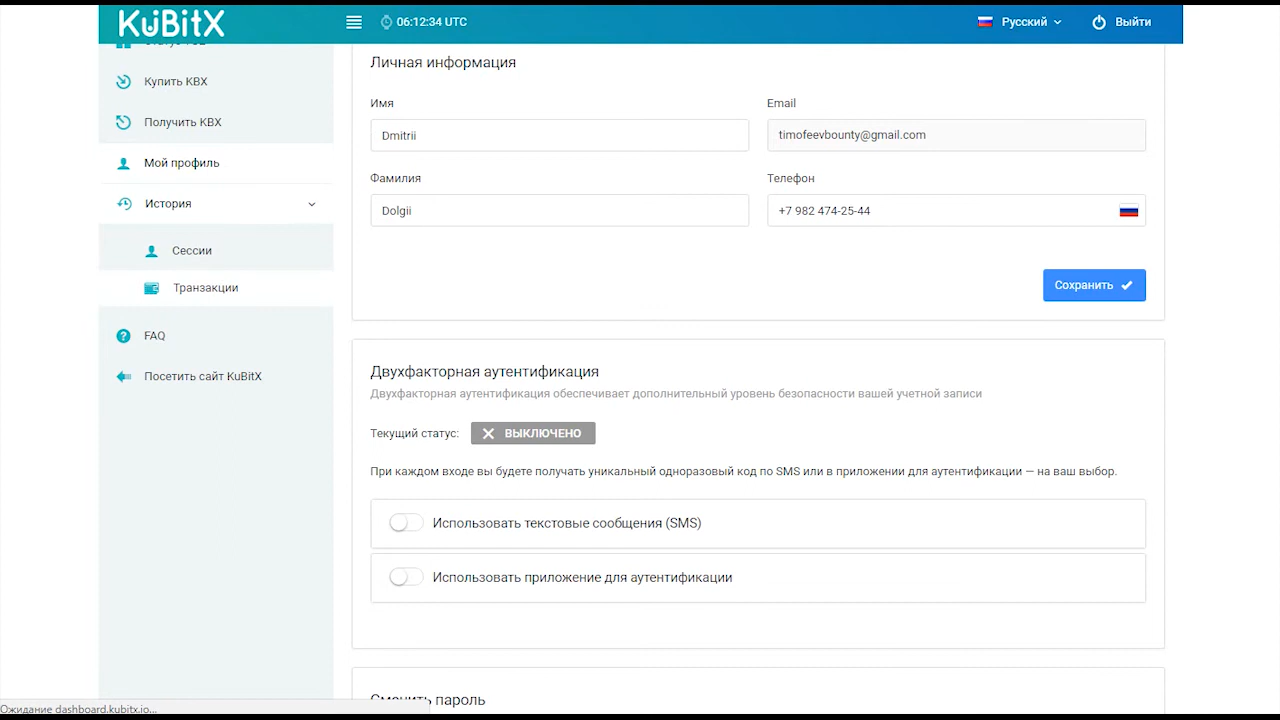 KuBitX
06:12:34 UTC
Русский
Выйти
Купить KBX
Получить KBX
Мой профиль
История
Сессии
Транзакции
FAQ
Посетить сайт KuBitX
Личная информация
Имя
Email
Dmitrii
timofeevbounty@gmail.com
Фамилия
Телефон
Dolgii
+7 982 474-25-44
Сохранить
Двухфакторная аутентификация
Двухфакторная аутентификация обеспечивает дополнительный уровень безопасности вашей учетной записи
Текущий статус:
ВЫКЛЮЧЕНО
При каждом входе вы будете получать уникальный одноразовый код по SMS или в приложении для аутентификации — на ваш выбор.
Использовать текстовые сообщения (SMS)
Использовать приложение для аутентификации
Сменить пароль
Ожидание dashboard.kubitx.io...